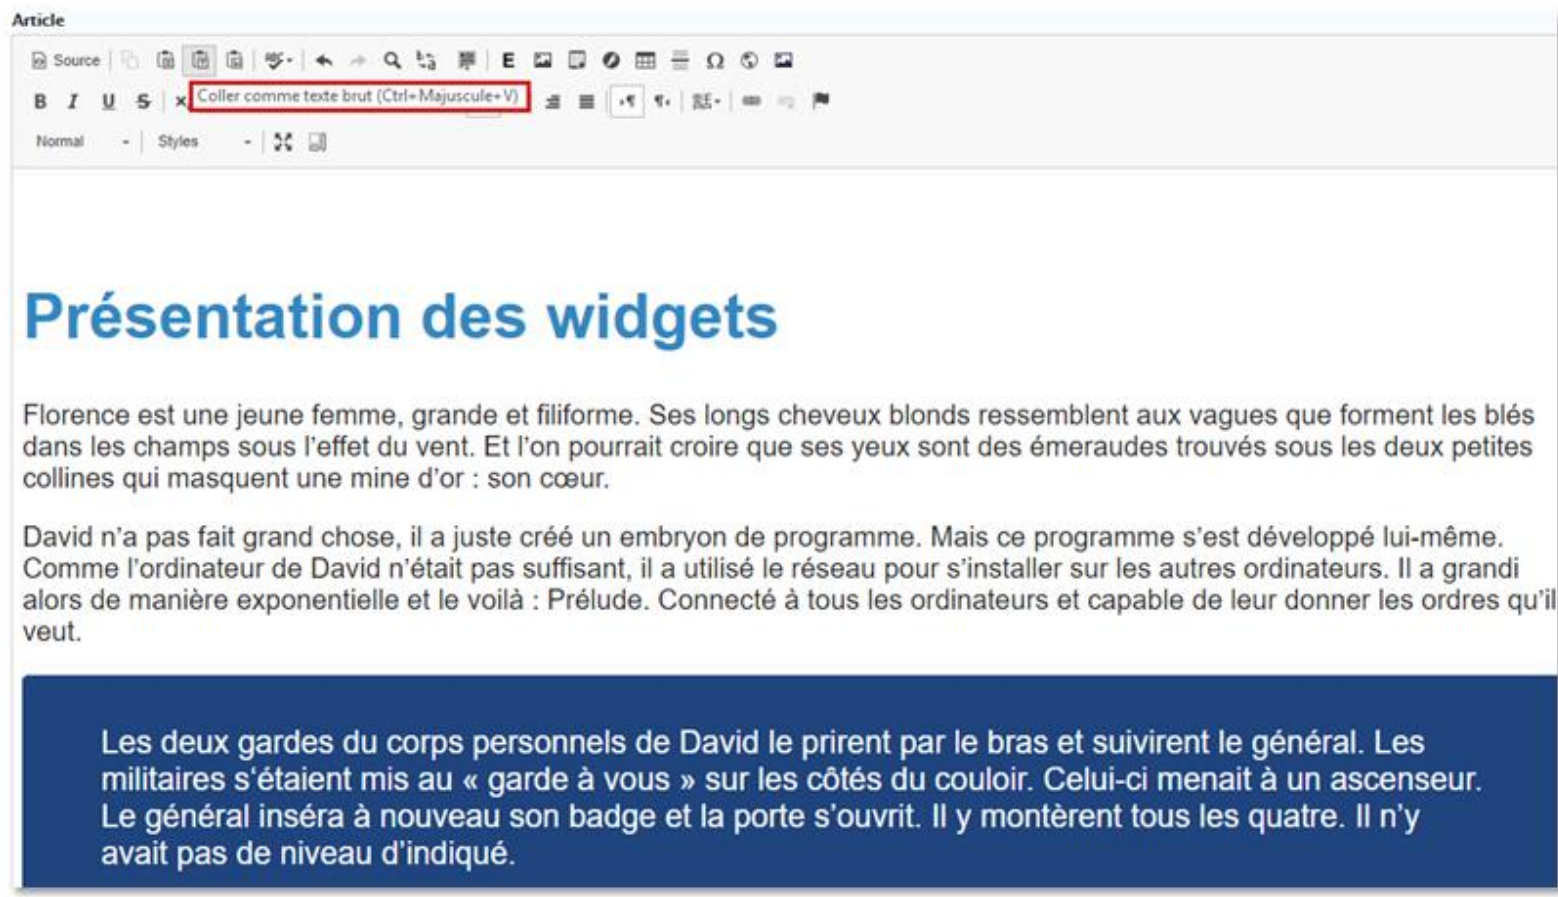 Article
Source E Ω
B I U S × Coller comme texte brut (Ctrl+Majuscule+V)
Normal Styles
Présentation des widgets
Florence est une jeune femme, grande et filiforme. Ses longs cheveux blonds ressemblent aux vagues que forment les blés
dans les champs sous l’effet du vent. Et l’on pourrait croire que ses yeux sont des émeraudes trouvés sous les deux petites
collines qui masquent une mine d’or : son cœur.
David n’a pas fait grand chose, il a juste créé un embryon de programme. Mais ce programme s’est développé lui-même.
Comme l’ordinateur de David n’était pas suffisant, il a utilisé le réseau pour s’installer sur les autres ordinateurs. Il a grandi
alors de manière exponentielle et le voilà : Prélude. Connecté à tous les ordinateurs et capable de leur donner les ordres qu’il
veut.
Les deux gardes du corps personnels de David le prirent par le bras et suivirent le général. Les
militaires s‘étaient mis au « garde à vous » sur les côtés du couloir. Celui-ci menait à un ascenseur.
Le général inséra à nouveau son badge et la porte s’ouvrit. Il y montèrent tous les quatre. Il n’y
avait pas de niveau d’indiqué.